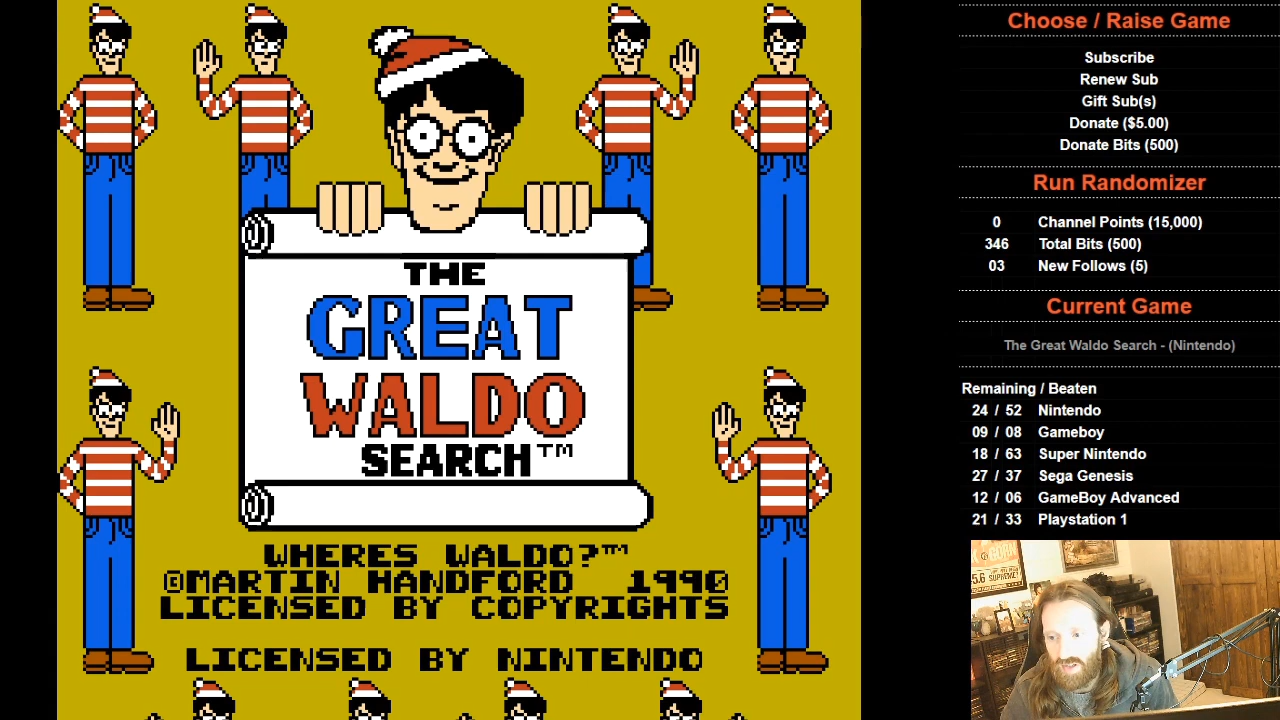 THE
GREAT
WALDO
SEARCH™
WHERES WALDO?™
©MARTIN HANDFORD 1990
LICENSED BY COPYRIGHTS
LICENSED BY NINTENDO
Choose / Raise Game
Subscribe
Renew Sub
Gift Sub(s)
Donate ($5.00)
Donate Bits (500)
Run Randomizer
0 Channel Points (15,000)
346 Total Bits (500)
03 New Follows (5)
Current Game
The Great Waldo Search - (Nintendo)
Remaining / Beaten
24 / 52 Nintendo
09 / 08 Gameboy
18 / 63 Super Nintendo
27 / 37 Sega Genesis
12 / 06 GameBoy Advanced
21 / 33 Playstation 1